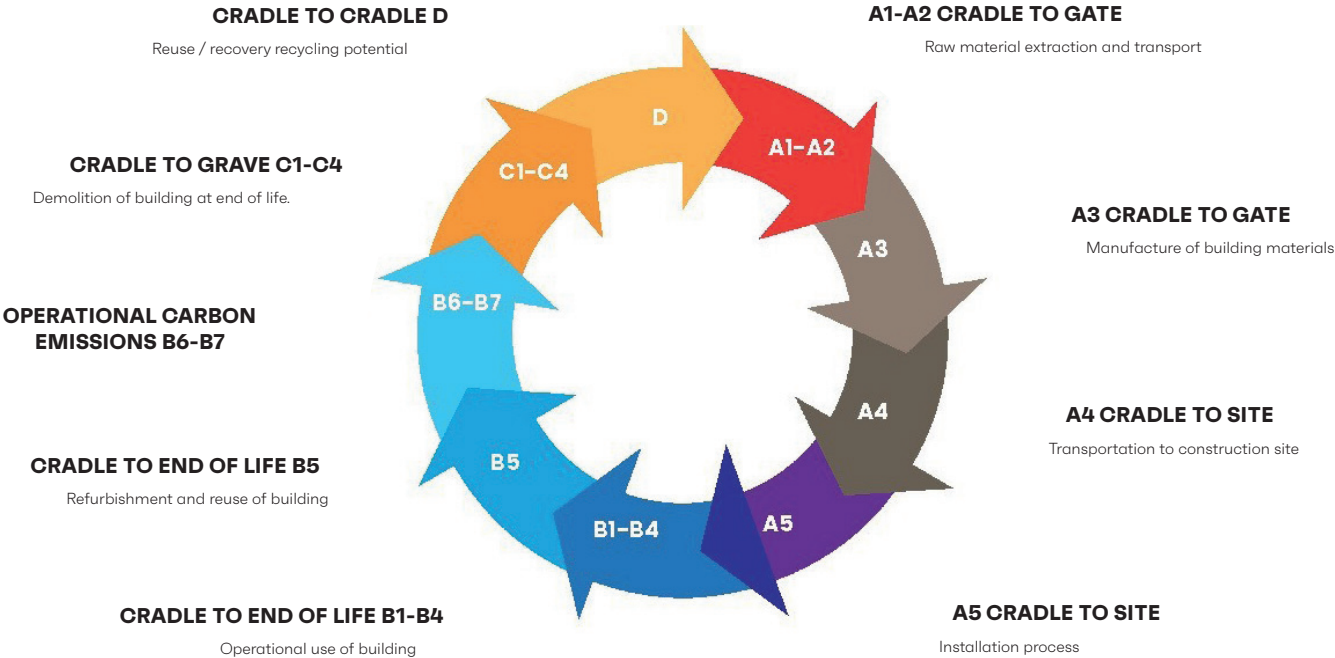 CRADLE TO CRADLE D
Reuse / recovery recycling potential
A1-A2 CRADLE TO GATE
Raw material extraction and transport
CRADLE TO GRAVE C1-C4
Demolition of building at end of life.
A3 CRADLE TO GATE
Manufacture of building materials
OPERATIONAL CARBON
EMISSIONS B6-B7
A4 CRADLE TO SITE
Transportation to construction site
CRADLE TO END OF LIFE B5
Refurbishment and reuse of building
CRADLE TO END OF LIFE B1-B4
Operational use of building
A5 CRADLE TO SITE
Installation process
D
A1-A2
A3
A4
A5
B1-B4
B5
B6-B7
C1-C4